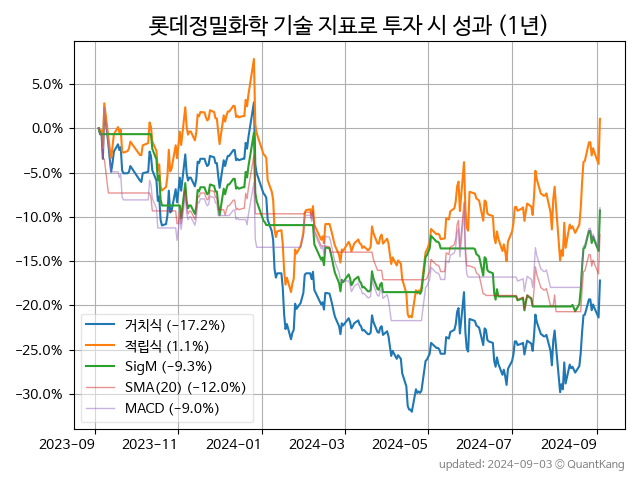 롯데정밀화학 기술 지표로 투자 시 성과 (1년)
5.0%
0.0%
−5.0%
−10.0%
−15.0%
−20.0%
−25.0%
−30.0%
거치식 (−17.2%)
적립식 (1.1%)
SigM (−9.3%)
SMA(20) (−12.0%)
MACD (−9.0%)
2023-09 2023-11 2024-01 2024-03 2024-05 2024-07 2024-09
updated: 2024-09-03 © QuantKang